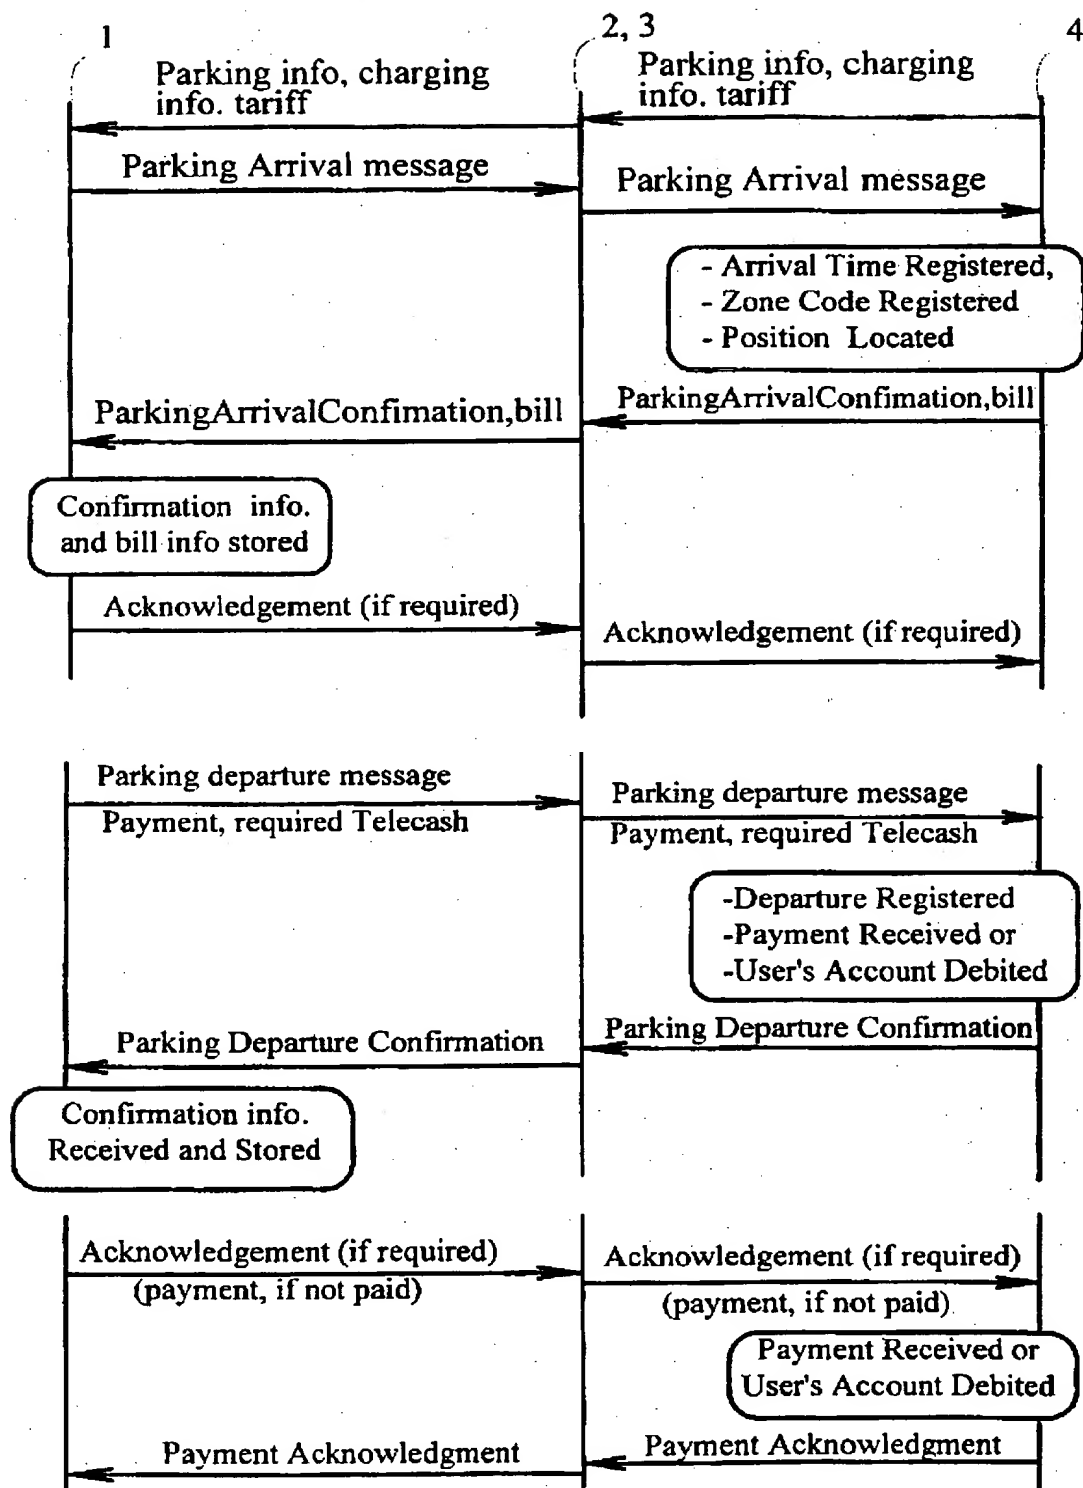 1
2, 3
4
Parking info, charging
info. tariff
Parking info, charging
info. tariff
Parking Arrival message
Parking Arrival message
- Arrival Time Registered,
- Zone Code Registered
- Position Located
ParkingArrivalConfimation,bill
ParkingArrivalConfimation,bill
Confirmation info.
and bill info stored
Acknowledgement (if required)
Acknowledgement (if required)
Parking departure message
Payment, required Telecash
Parking departure message
Payment, required Telecash
-Departure Registered
-Payment Received or
-User's Account Debited
Parking Departure Confirmation
Parking Departure Confirmation
Confirmation info.
Received and Stored
Acknowledgement (if required)
(payment, if not paid)
Acknowledgement (if required)
(payment, if not paid)
Payment Received or
User's Account Debited
Payment Acknowledgment
Payment Acknowledgment